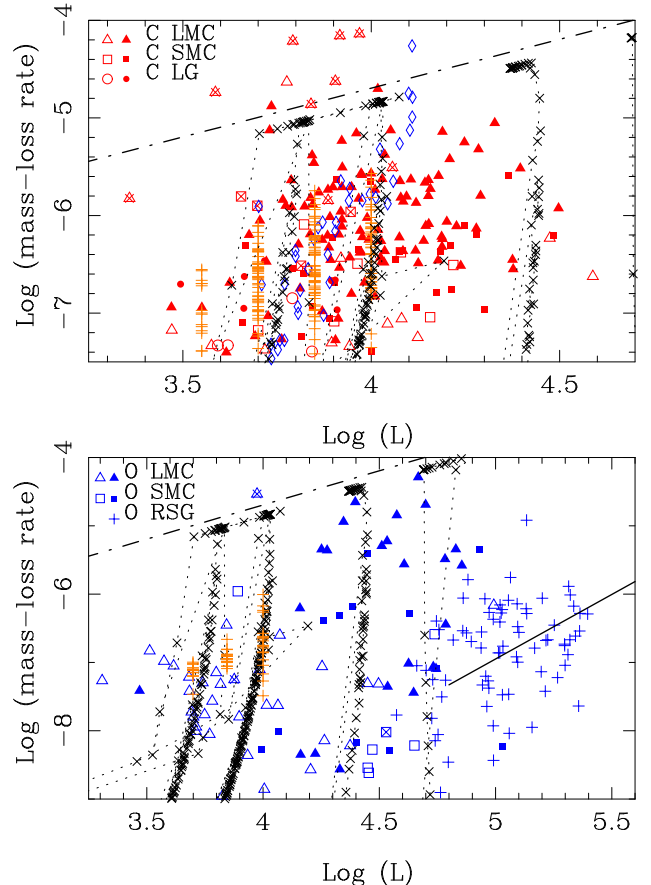 −4
−5
−6
−7
C LMC
C SMC
C LG
Log (mass−loss rate)
3.5 4 4.5
Log (L)
−4
−6
−8
O LMC
O SMC
O RSG
Log (mass−loss rate)
3.5 4 4.5 5 5.5
Log (L)